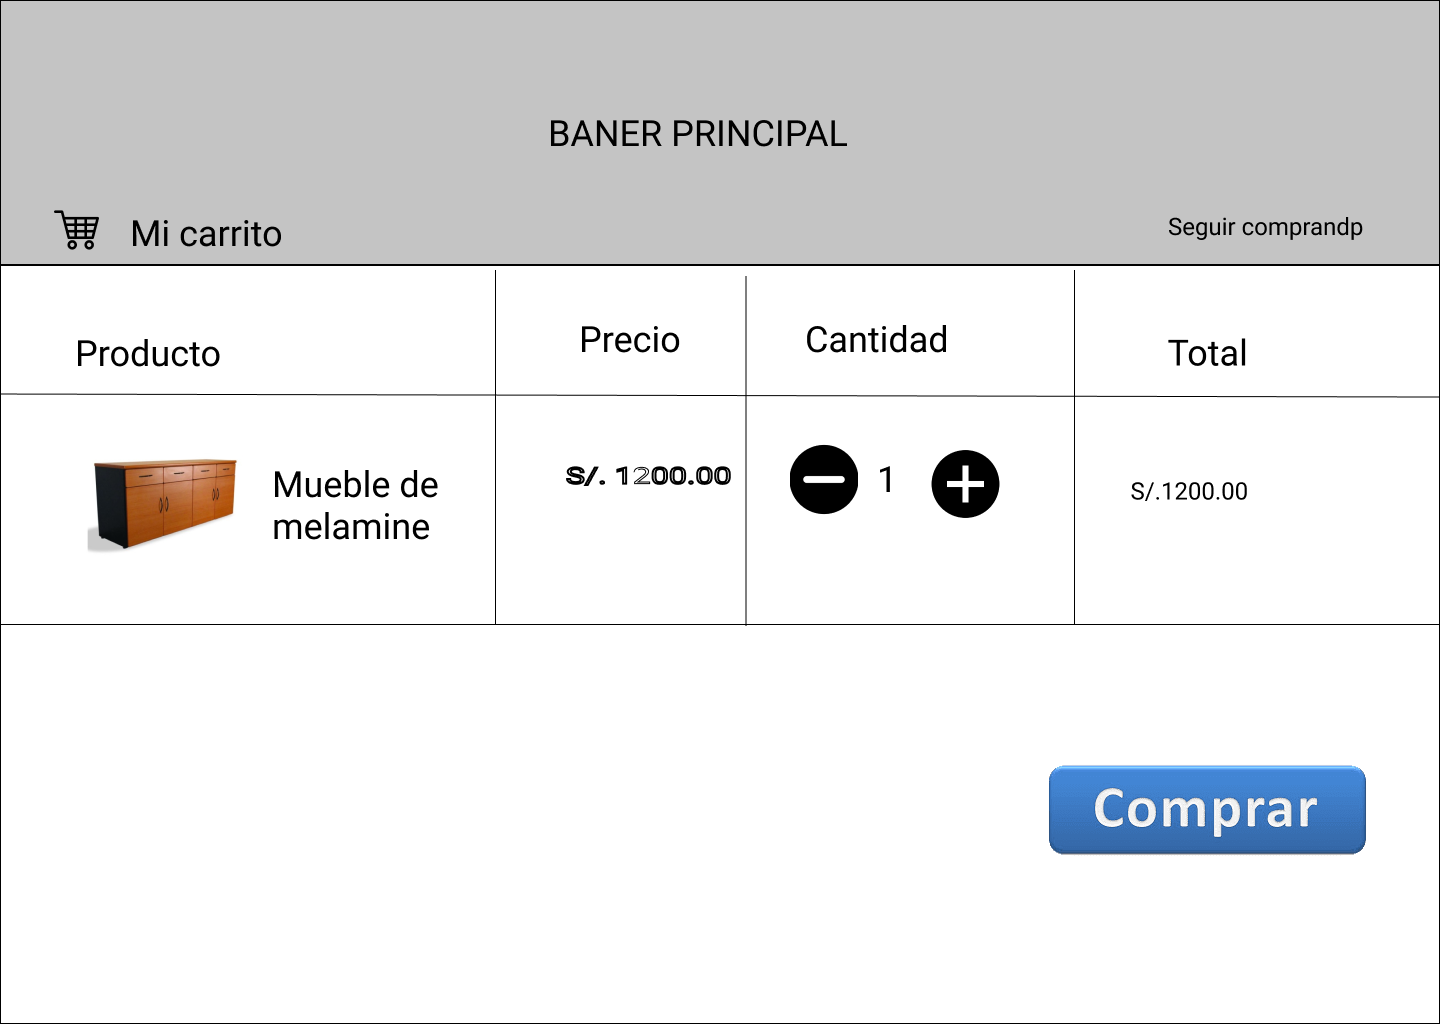 BANER PRINCIPAL
Mi carrito
Seguir comprandp
Producto
Precio
Cantidad
Total
Mueble de
melamine
S/. 1200.00
1
S/.1200.00
Comprar